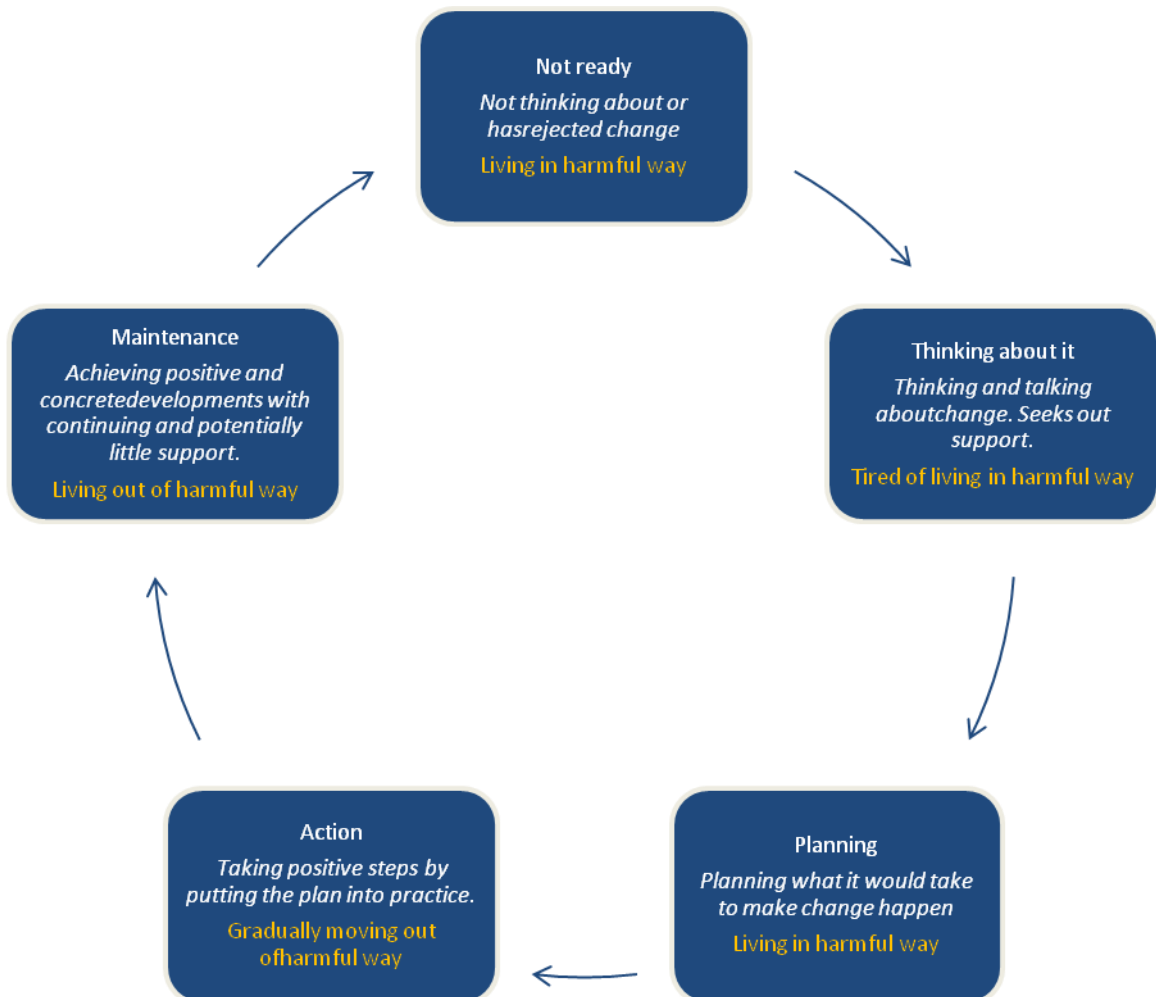 Not ready
Not thinking about or
hasrejected change
Living in harmful way
Thinking about it
Thinking and talking
aboutchange. Seeks out
support.
Tired of living in harmful way
Planning
Planning what it would take
to make change happen
Living in harmful way
Action
Taking positive steps by
putting the plan into practice.
Gradually moving out
ofharmful way
Maintenance
Achieving positive and
concretedevelopments with
continuing and potentially
little support.
Living out of harmful way